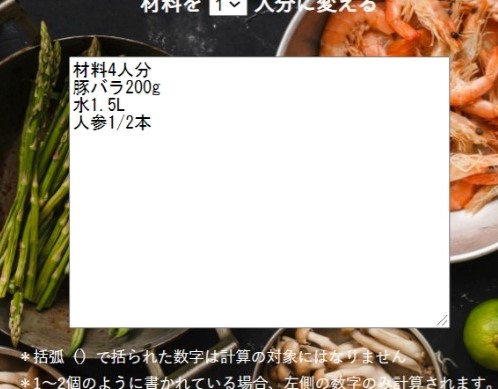 材料を 1 人分に変える
材料4人分
豚バラ200g
水1.5L
人参1/2本
＊括弧（）で括られた数字は計算の対象にはなりません
＊1～2個のように書かれている場合、左側の数字のみ計算されます。